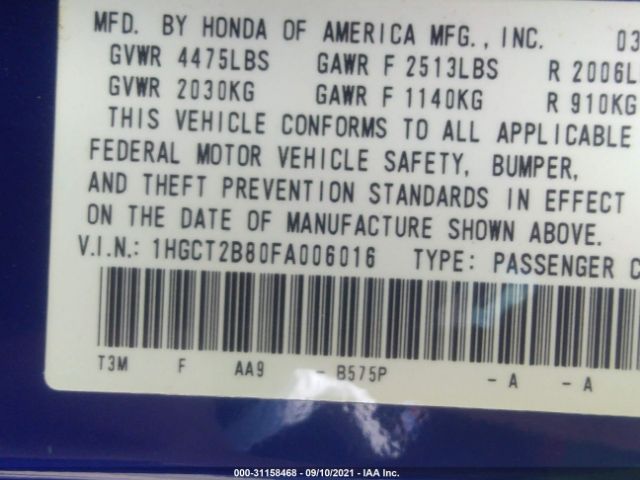 MFD. BY HONDA OF AMERICA MFG., INC. 03
GVWR 4475LBS GAWR F 2513LBS R 2006L
GVWR 2030KG GAWR F 1140KG R 910KG
THIS VEHICLE CONFORMS TO ALL APPLICABLE
FEDERAL MOTOR VEHICLE SAFETY, BUMPER,
AND THEFT PREVENTION STANDARDS IN EFFECT
ON THE DATE OF MANUFACTURE SHOWN ABOVE.
V.I.N.: 1HGCT2B80FA006016 TYPE: PASSENGER C
T3M F AA9 - B575P - A - A
000-31158468 - 09/10/2021 - IAA Inc.